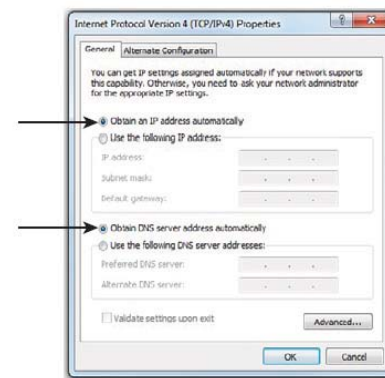 Internet Protocol Version 4 (TCP/IPv4) Properties
General
Alternate Configuration
You can get IP settings assigned automatically if your network supports
this capability. Otherwise, you need to ask your network administrator
for the appropriate IP settings.
Obtain an IP address automatically
Use the following IP address:
IP address:
Subnet mask:
Default gateway:
Obtain DNS server address automatically
Use the following DNS server addresses:
Preferred DNS server:
Alternate DNS server:
Validate settings upon exit
Advanced...
OK
Cancel